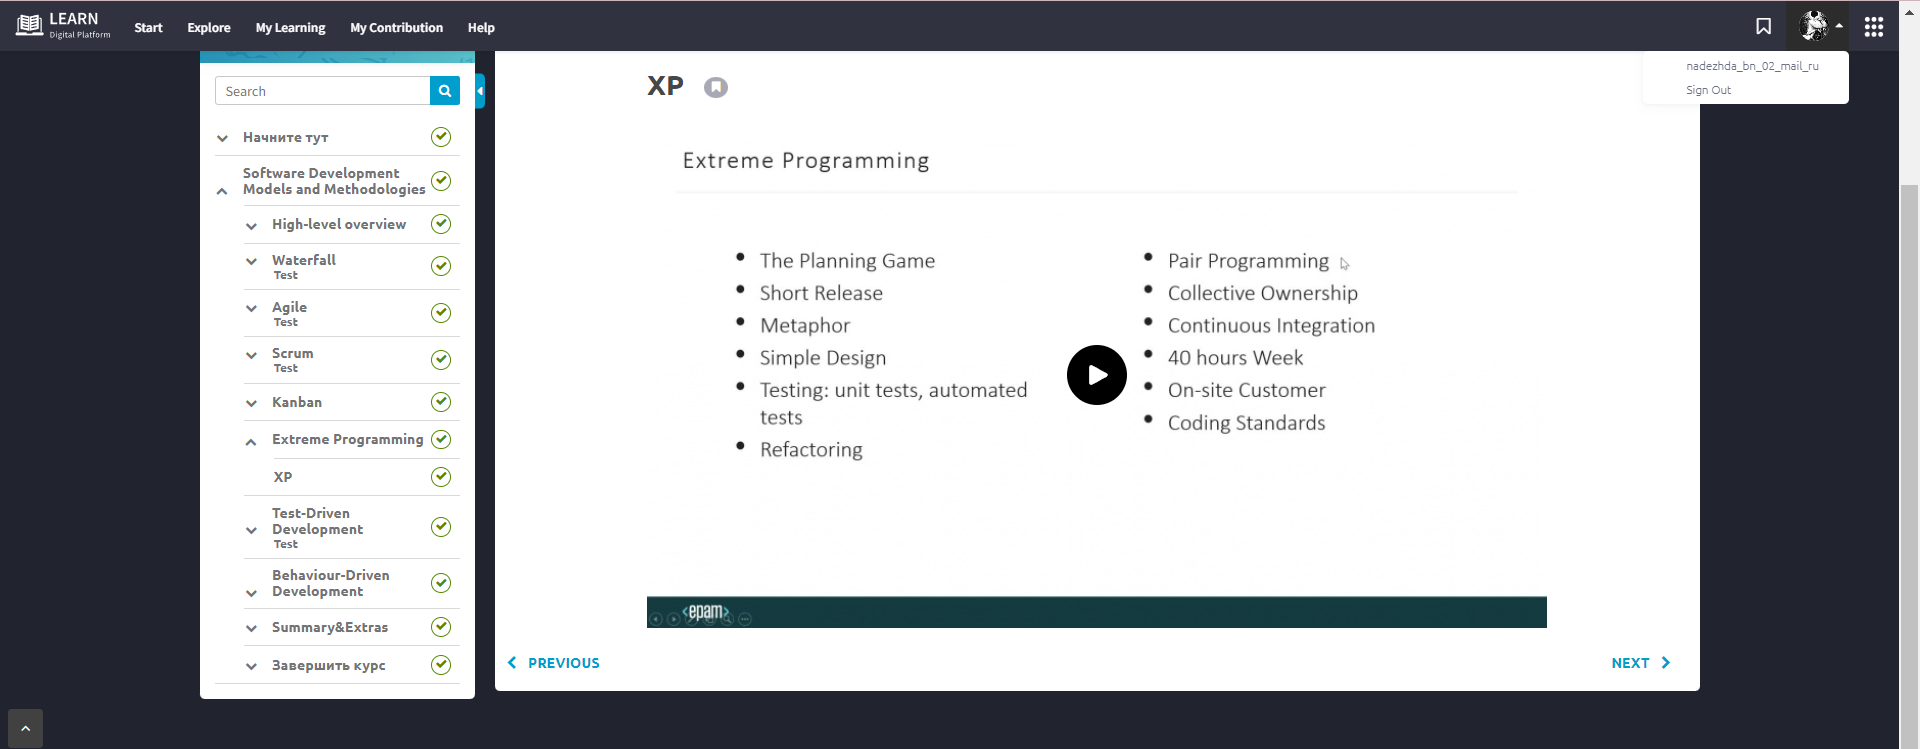 LEARN
Digital Platform
Start
Explore
My Learning
My Contribution
Help
nadezhda_bn_02_mail_ru
Sign Out
Search
Начните тут
Software Development
Models and Methodologies
High-level overview
Waterfall
Test
Agile
Test
Scrum
Test
Kanban
Extreme Programming
XP
Test-Driven
Development
Test
Behaviour-Driven
Development
Summary&Extras
Завершить курс
XP
Extreme Programming
The Planning Game
Short Release
Metaphor
Simple Design
Testing: unit tests, automated
tests
Refactoring
Pair Programming
Collective Ownership
Continuous Integration
40 hours Week
On-site Customer
Coding Standards
<epam>
PREVIOUS
NEXT